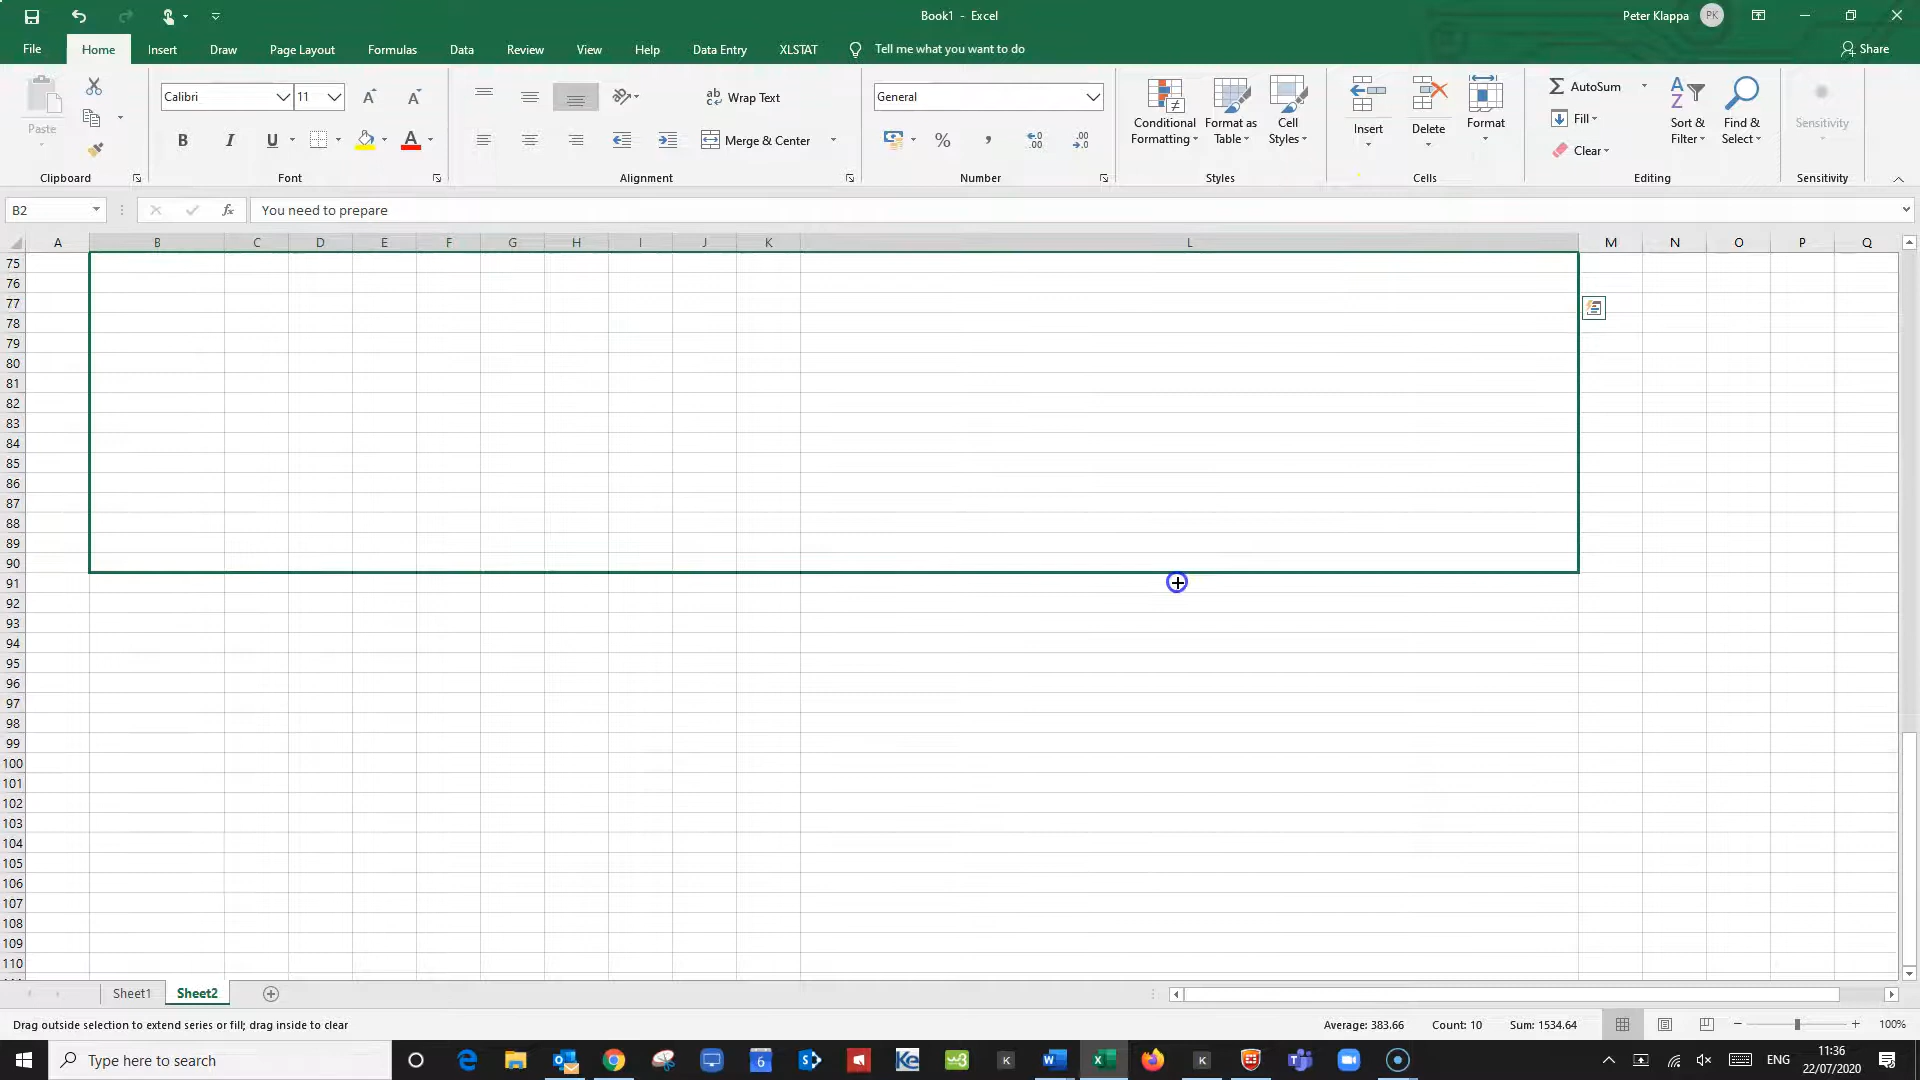 Book1 - Excel
Peter Klappa PK
File Home Insert Draw Page Layout Formulas Data Review View Help Data Entry XLSTAT Tell me what you want to do Share
Paste
Clipboard
Calibri 11
B I U A
Font
Wrap Text
Merge & Center
Alignment
General
% , .00
Number
Conditional Formatting
Format as Table
Cell Styles
Styles
Insert Delete Format
Cells
AutoSum
Fill
Clear
Sort & Filter
Find & Select
Editing
Sensitivity
Sensitivity
B2 fx You need to prepare
A B C D E F G H I J K L M N O P Q
75
76
77
78
79
80
81
82
83
84
85
86
87
88
89
90
91
92
93
94
95
96
97
98
99
100
101
102
103
104
105
106
107
108
109
110
Sheet1 Sheet2
Drag outside selection to extend series or fill; drag inside to clear Average: 383.66 Count: 10 Sum: 1534.64 100%
Type here to search
ENG
11:36
22/07/2020